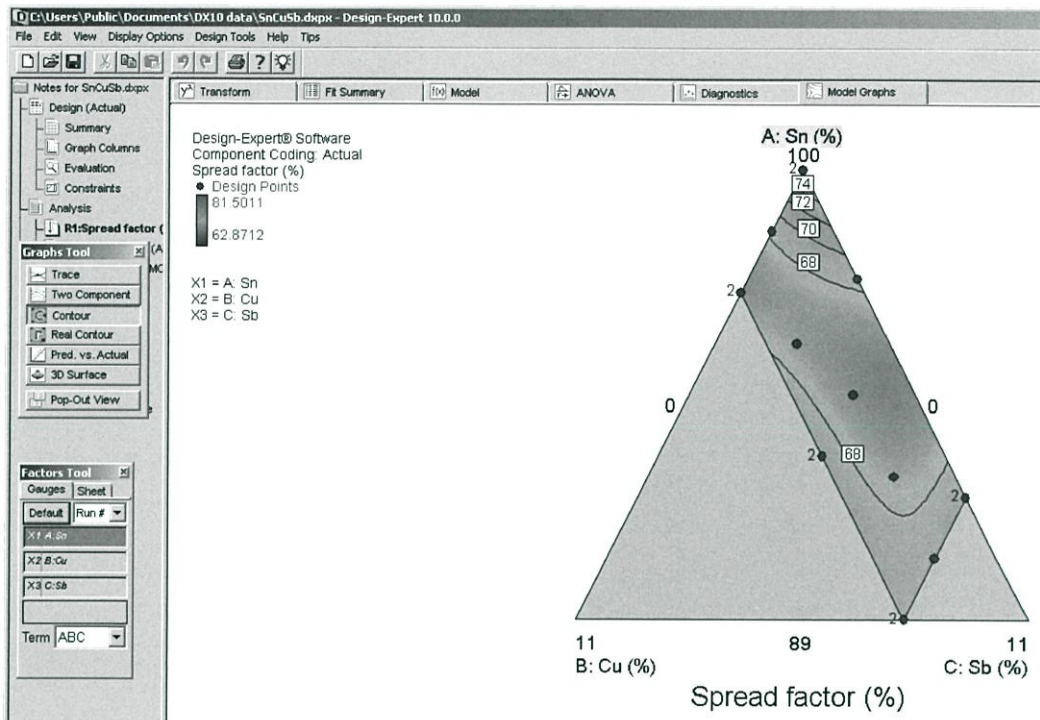 C:\Users\Public\Documents\DX10 data\SnCuSb.dxpx - Design-Expert 10.0.0
File Edit View Display Options Design Tools Help Tips
Notes for SnCuSb.dxpx
Design (Actual)
Summary
Graph Columns
Evaluation
Constraints
Analysis
R1:Spread factor (
Graphs Tool
Trace
Two Component
Contour
Real Contour
Pred. vs. Actual
3D Surface
Pop-Out View
Factors Tool
Gauges Sheet
Default Run #
X1 A:Sn
X2 B:Cu
X3 C:Sb
Term ABC
y^λ Transform
Fit Summary
f(x) Model
ANOVA
Diagnostics
Model Graphs
Design-Expert® Software
Component Coding: Actual
Spread factor (%)
Design Points
81.5011
62.8712
X1 = A: Sn
X2 = B: Cu
X3 = C: Sb
A: Sn (%)
100
2
74
72
70
68
2
0
0
2
68
2
2
11 89 11
B: Cu (%) C: Sb (%)
Spread factor (%)